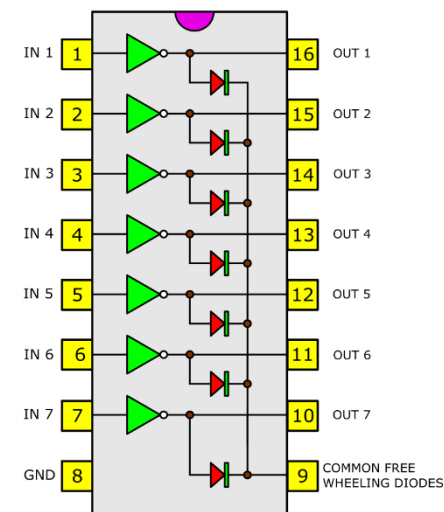 IN 1 1 16 OUT 1
IN 2 2 15 OUT 2
IN 3 3 14 OUT 3
IN 4 4 13 OUT 4
IN 5 5 12 OUT 5
IN 6 6 11 OUT 6
IN 7 7 10 OUT 7
GND 8 9 COMMON FREE
WHEELING DIODES